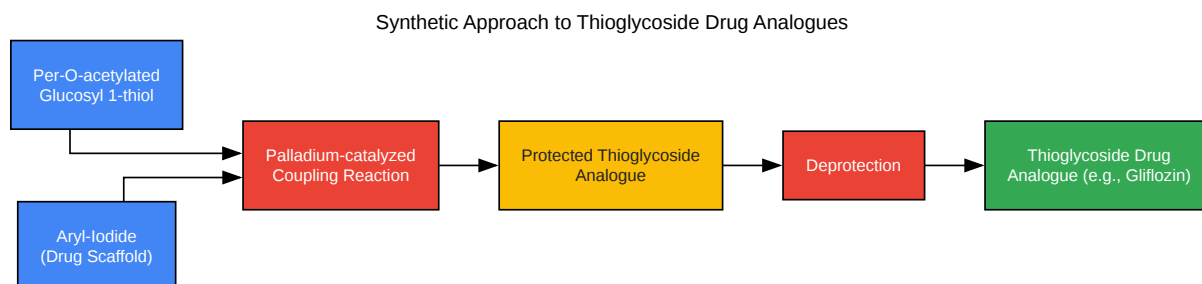 Synthetic Approach to Thioglycoside Drug Analogues
Per-O-acetylated
Glucosyl 1-thiol
Aryl-Iodide
(Drug Scaffold)
Palladium-catalyzed
Coupling Reaction
Protected Thioglycoside
Analogue
Deprotection
Thioglycoside Drug
Analogue (e.g., Gliflozin)